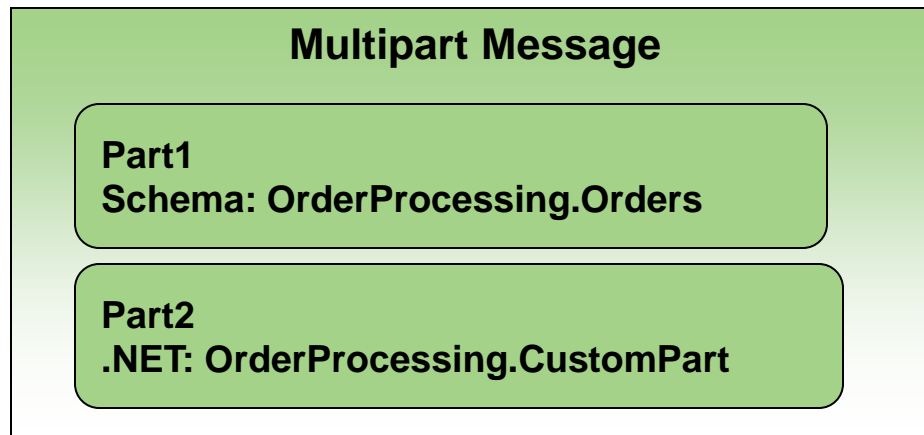 Multipart Message
Part1
Schema: OrderProcessing.Orders
Part2
.NET: OrderProcessing.CustomPart